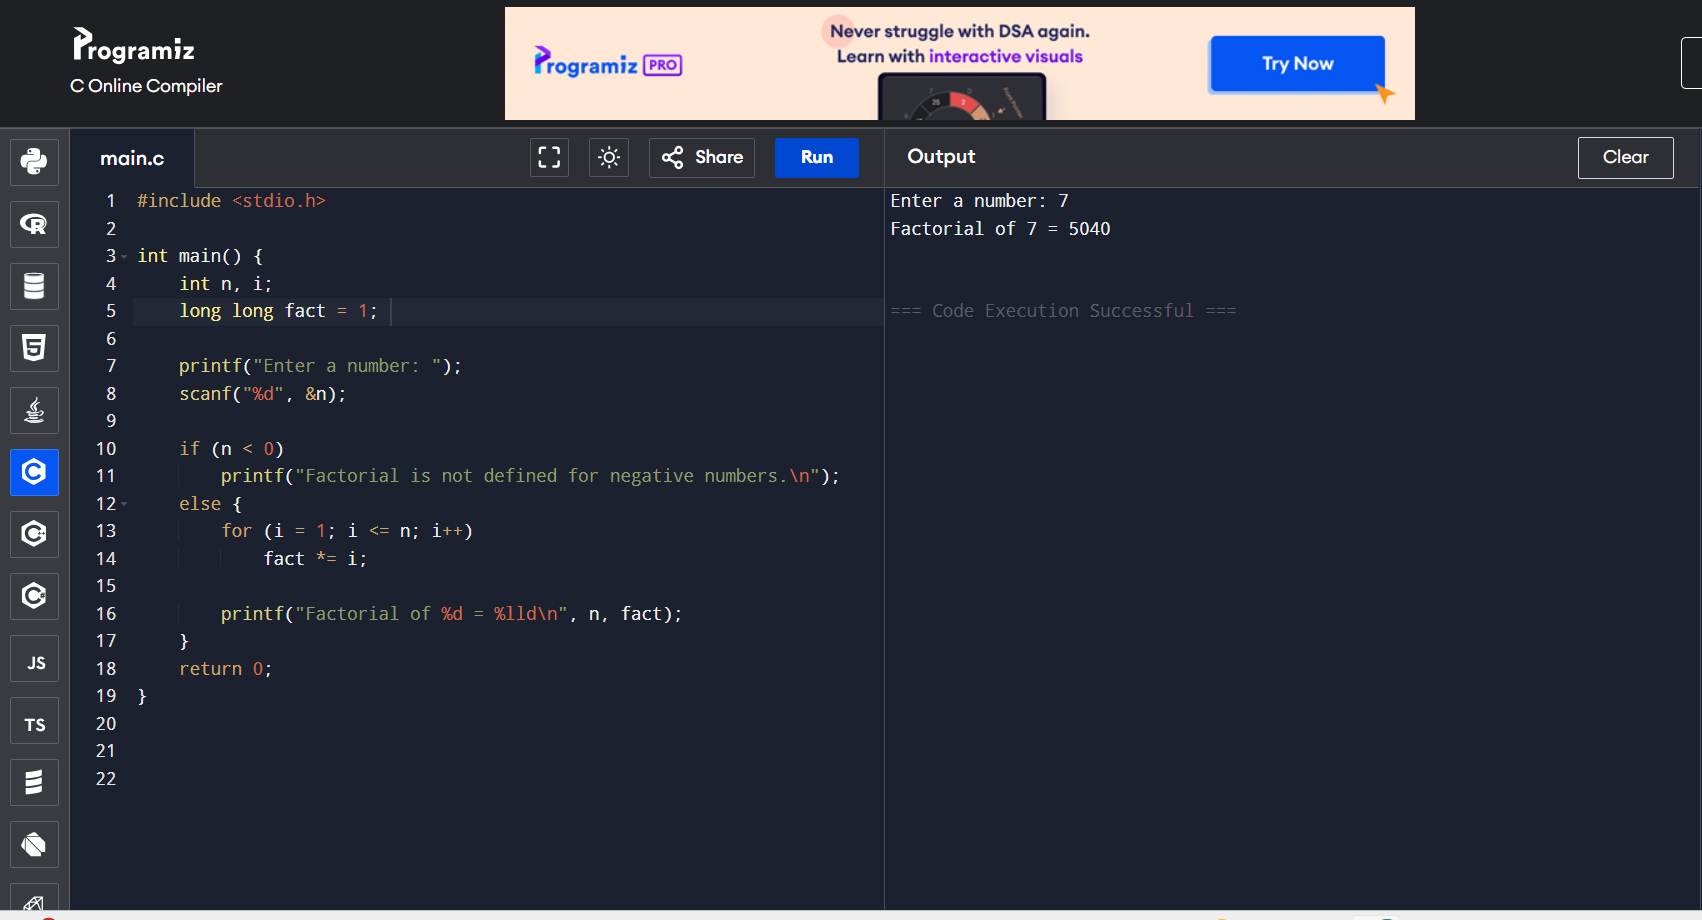 Programiz
C Online Compiler
Programiz PRO
Never struggle with DSA again.
Learn with interactive visuals
Try Now
main.c
Share
Run
Output
Clear
1 #include <stdio.h>
2
3 int main() {
4     int n, i;
5     long long fact = 1;
6
7     printf("Enter a number: ");
8     scanf("%d", &n);
9
10     if (n < 0)
11         printf("Factorial is not defined for negative numbers.\n");
12     else {
13         for (i = 1; i <= n; i++)
14             fact *= i;
15
16         printf("Factorial of %d = %lld\n", n, fact);
17     }
18     return 0;
19 }
20
21
22
Enter a number: 7
Factorial of 7 = 5040
=== Code Execution Successful ===
R
5
C
C
C
JS
TS